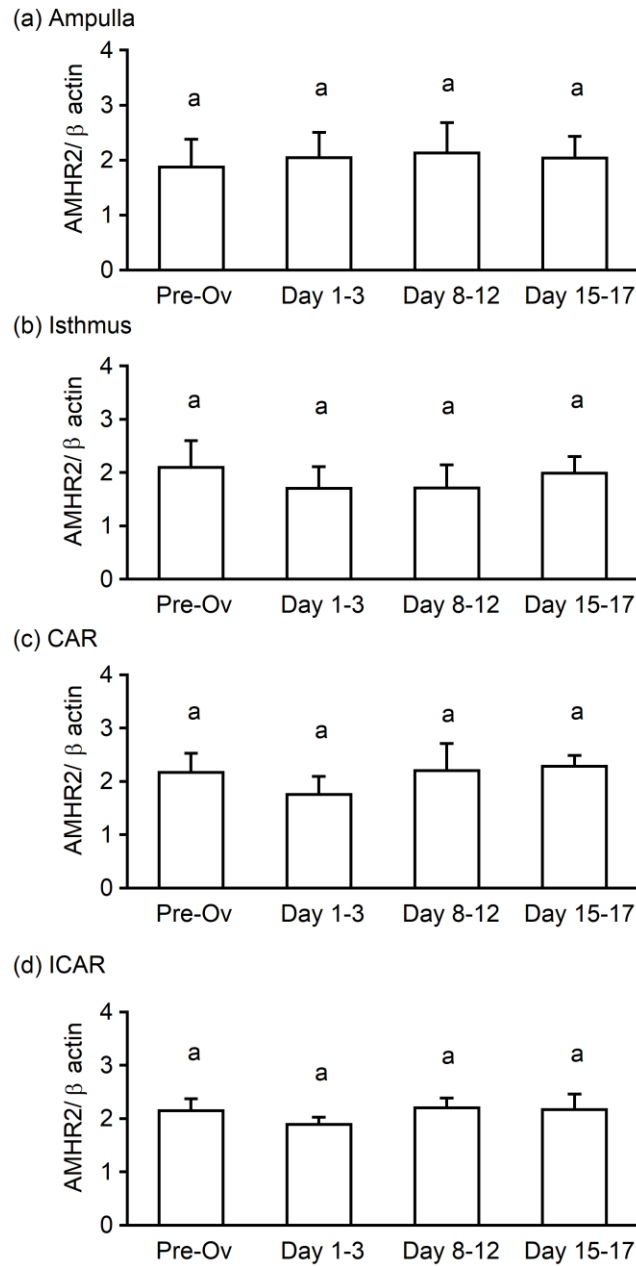 (a) Ampulla
AMHR2/ β actin
4
3
2
1
0
a a a a
Pre-Ov Day 1-3 Day 8-12 Day 15-17
(b) Isthmus
AMHR2/ β actin
4
3
2
1
0
a a a a
Pre-Ov Day 1-3 Day 8-12 Day 15-17
(c) CAR
AMHR2/ β actin
4
3
2
1
0
a a a a
Pre-Ov Day 1-3 Day 8-12 Day 15-17
(d) ICAR
AMHR2/ β actin
4
3
2
1
0
a a a a
Pre-Ov Day 1-3 Day 8-12 Day 15-17